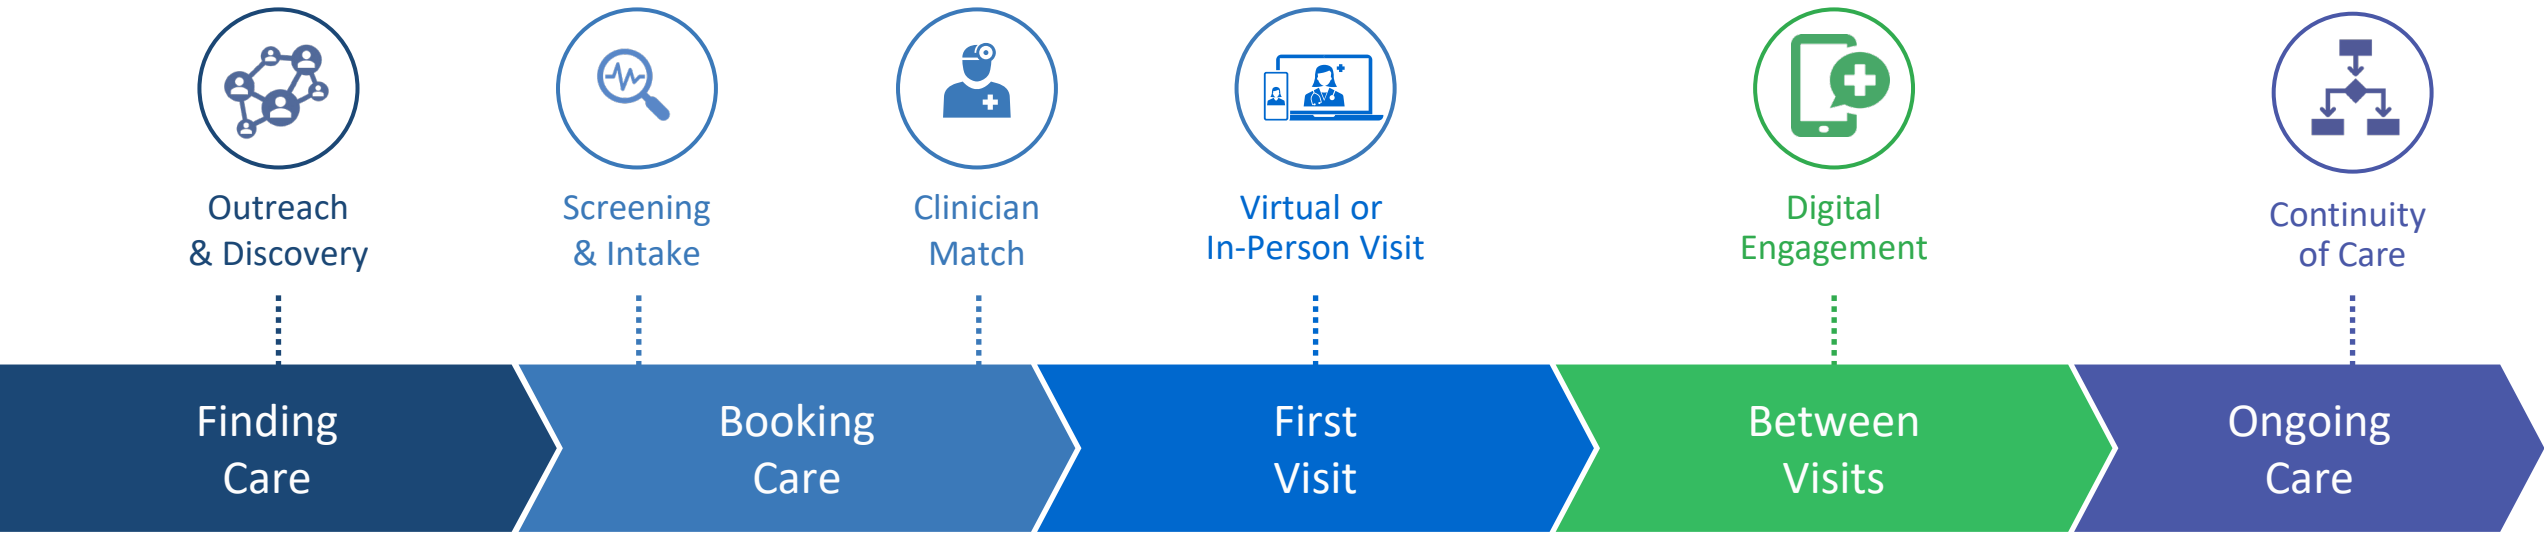 Outreach
& Discovery
Screening
& Intake
Clinician
Match
Virtual or
In-Person Visit
Digital
Engagement
Continuity
of Care
Finding
Care
Booking
Care
First
Visit
Between
Visits
Ongoing
Care